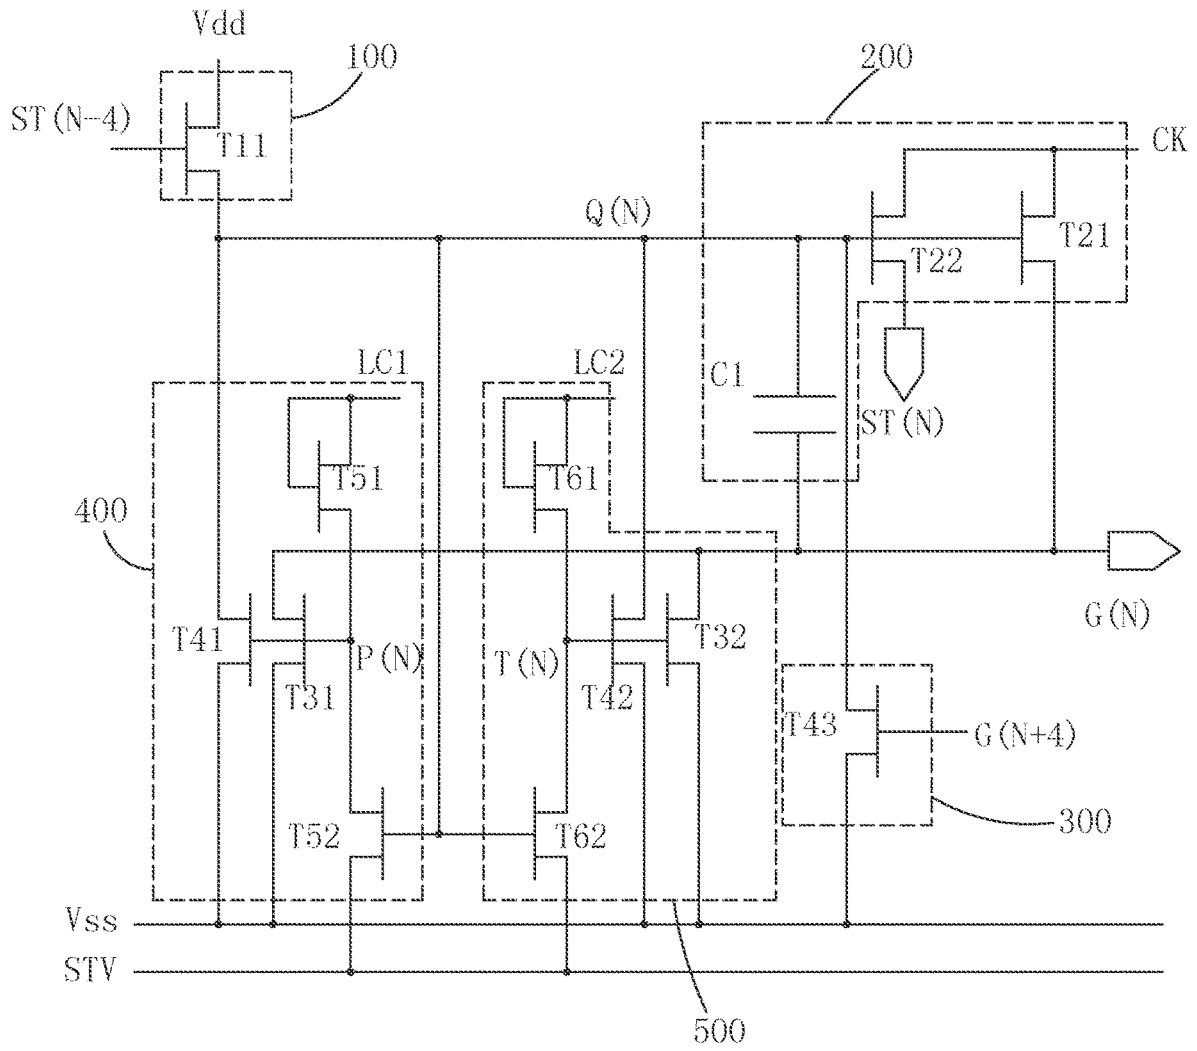 Vdd
100
200
ST(N-4)
T11
CK
Q(N)
T21
T22
LC1
LC2
C1
ST(N)
T51
T61
400
G(N)
T41
P(N)
T(N)
T32
T31
T42
T43
G(N+4)
300
T52
T62
Vss
STV
500